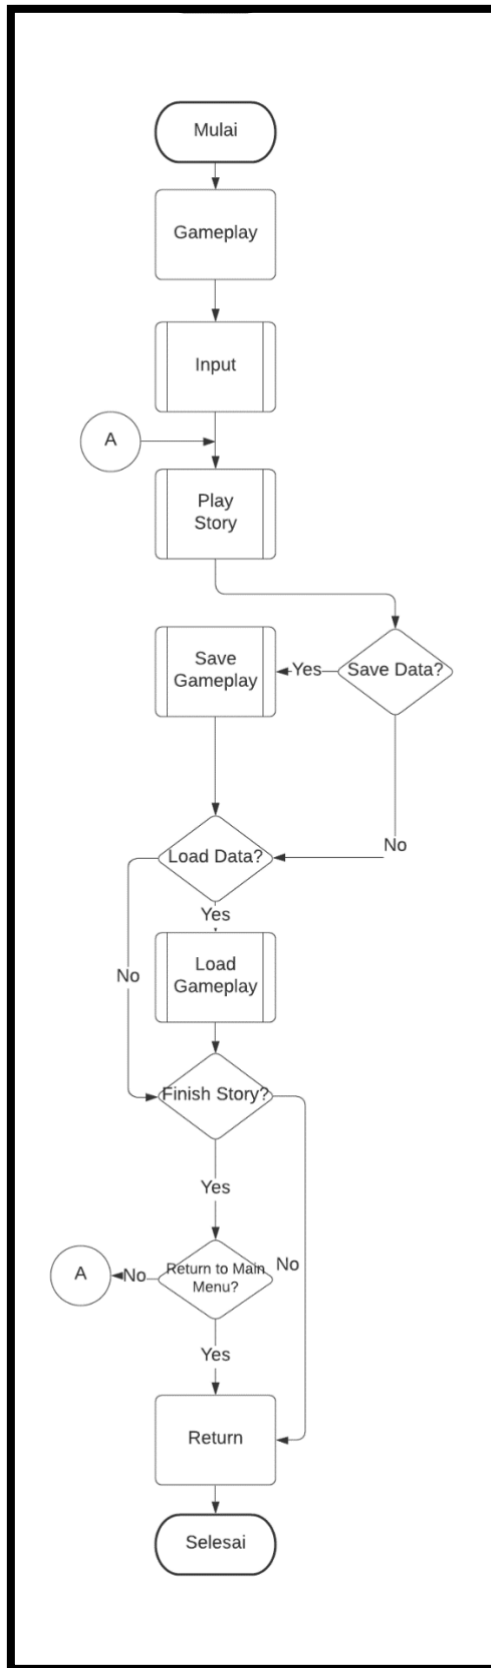 Mulai
Gameplay
Input
A
Play
Story
Save
Gameplay
Yes
Save Data?
No
Load Data?
Yes
No
Load
Gameplay
Finish Story?
Yes
No
A
No
Return to Main
Menu?
Yes
Return
Selesai